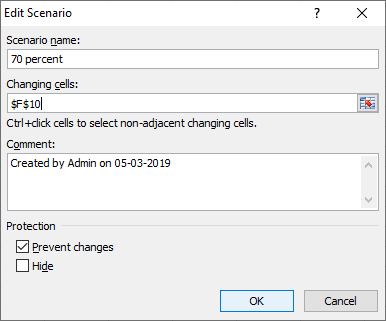 Edit Scenario
Scenario name:
70 percent
Changing cells:
$F$10
Ctrl+click cells to select non-adjacent changing cells.
Comment:
Created by Admin on 05-03-2019
Protection
Prevent changes
Hide
OK Cancel